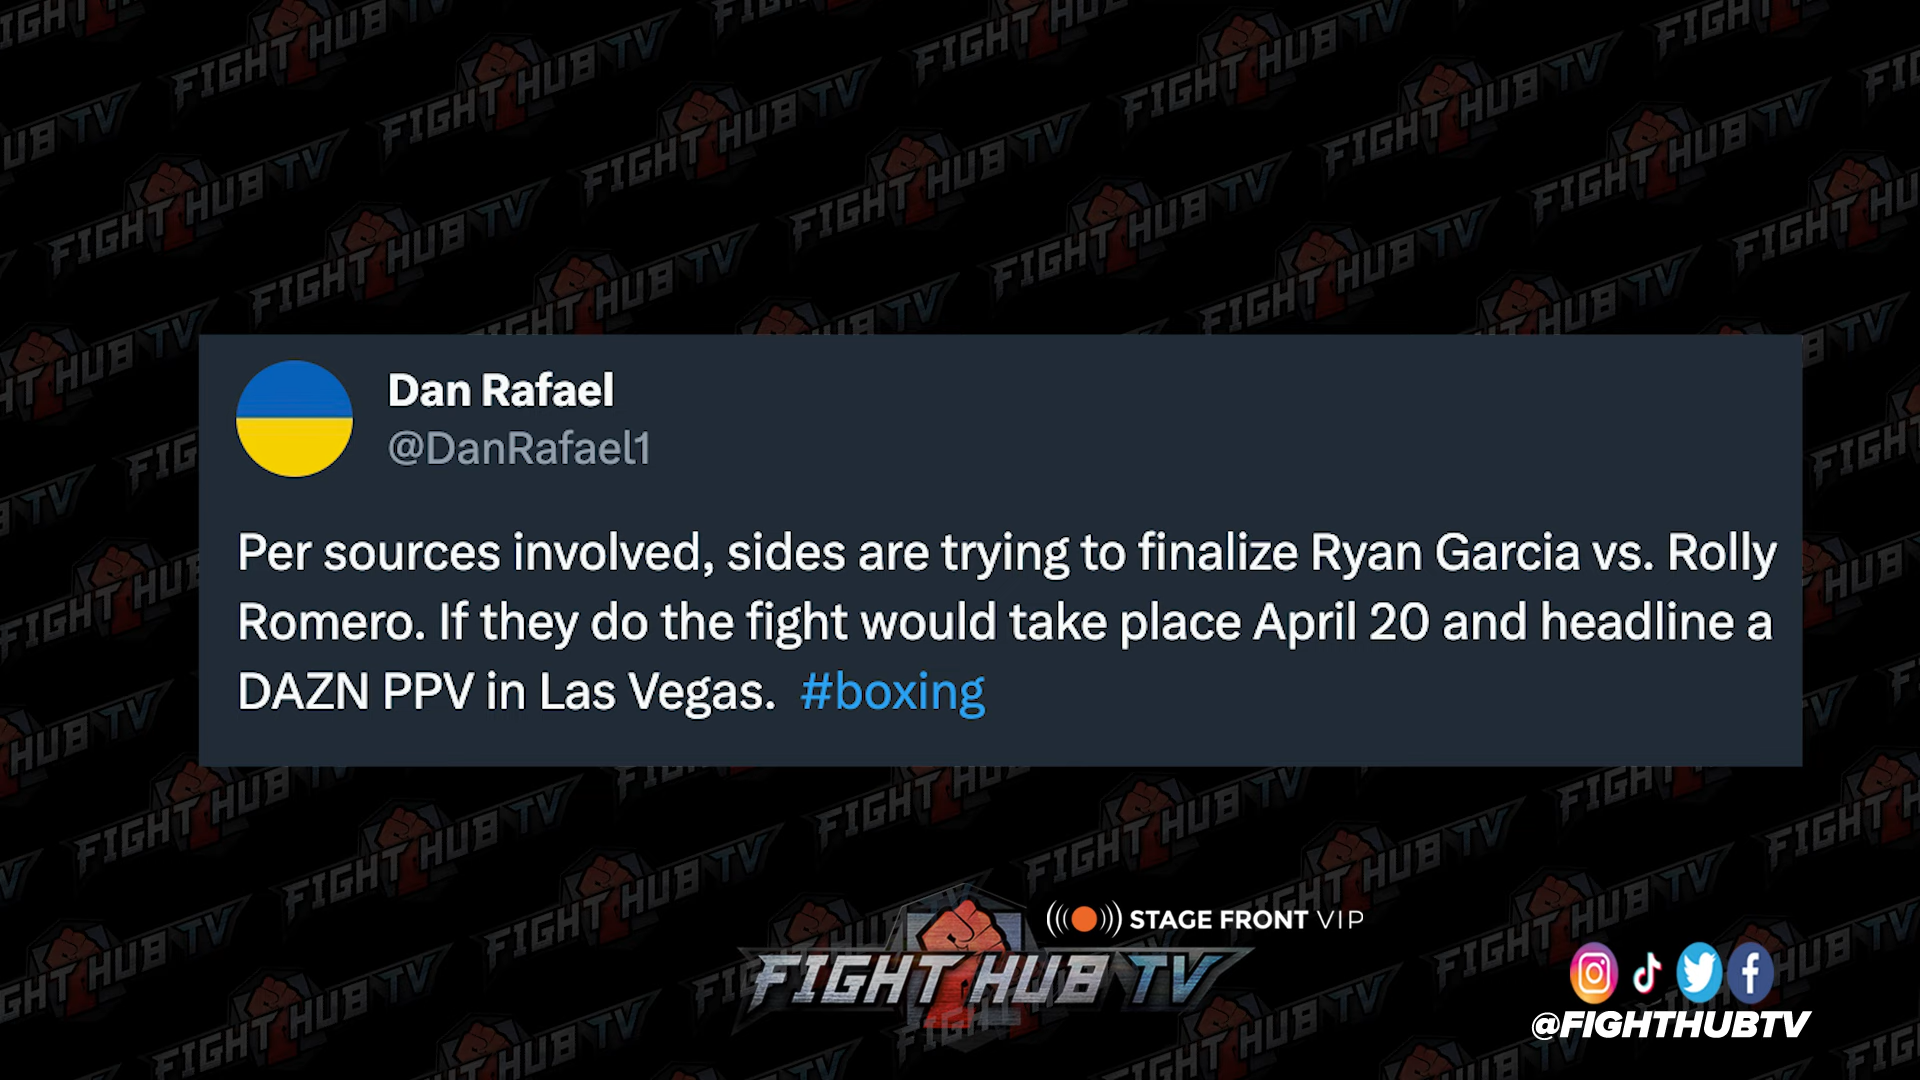 Dan Rafael
@DanRafael1
Per sources involved, sides are trying to finalize Ryan Garcia vs. Rolly
Romero. If they do the fight would take place April 20 and headline a
DAZN PPV in Las Vegas. #boxing
STAGE FRONT VIP
FIGHT HUB TV
@FIGHTHUBTV